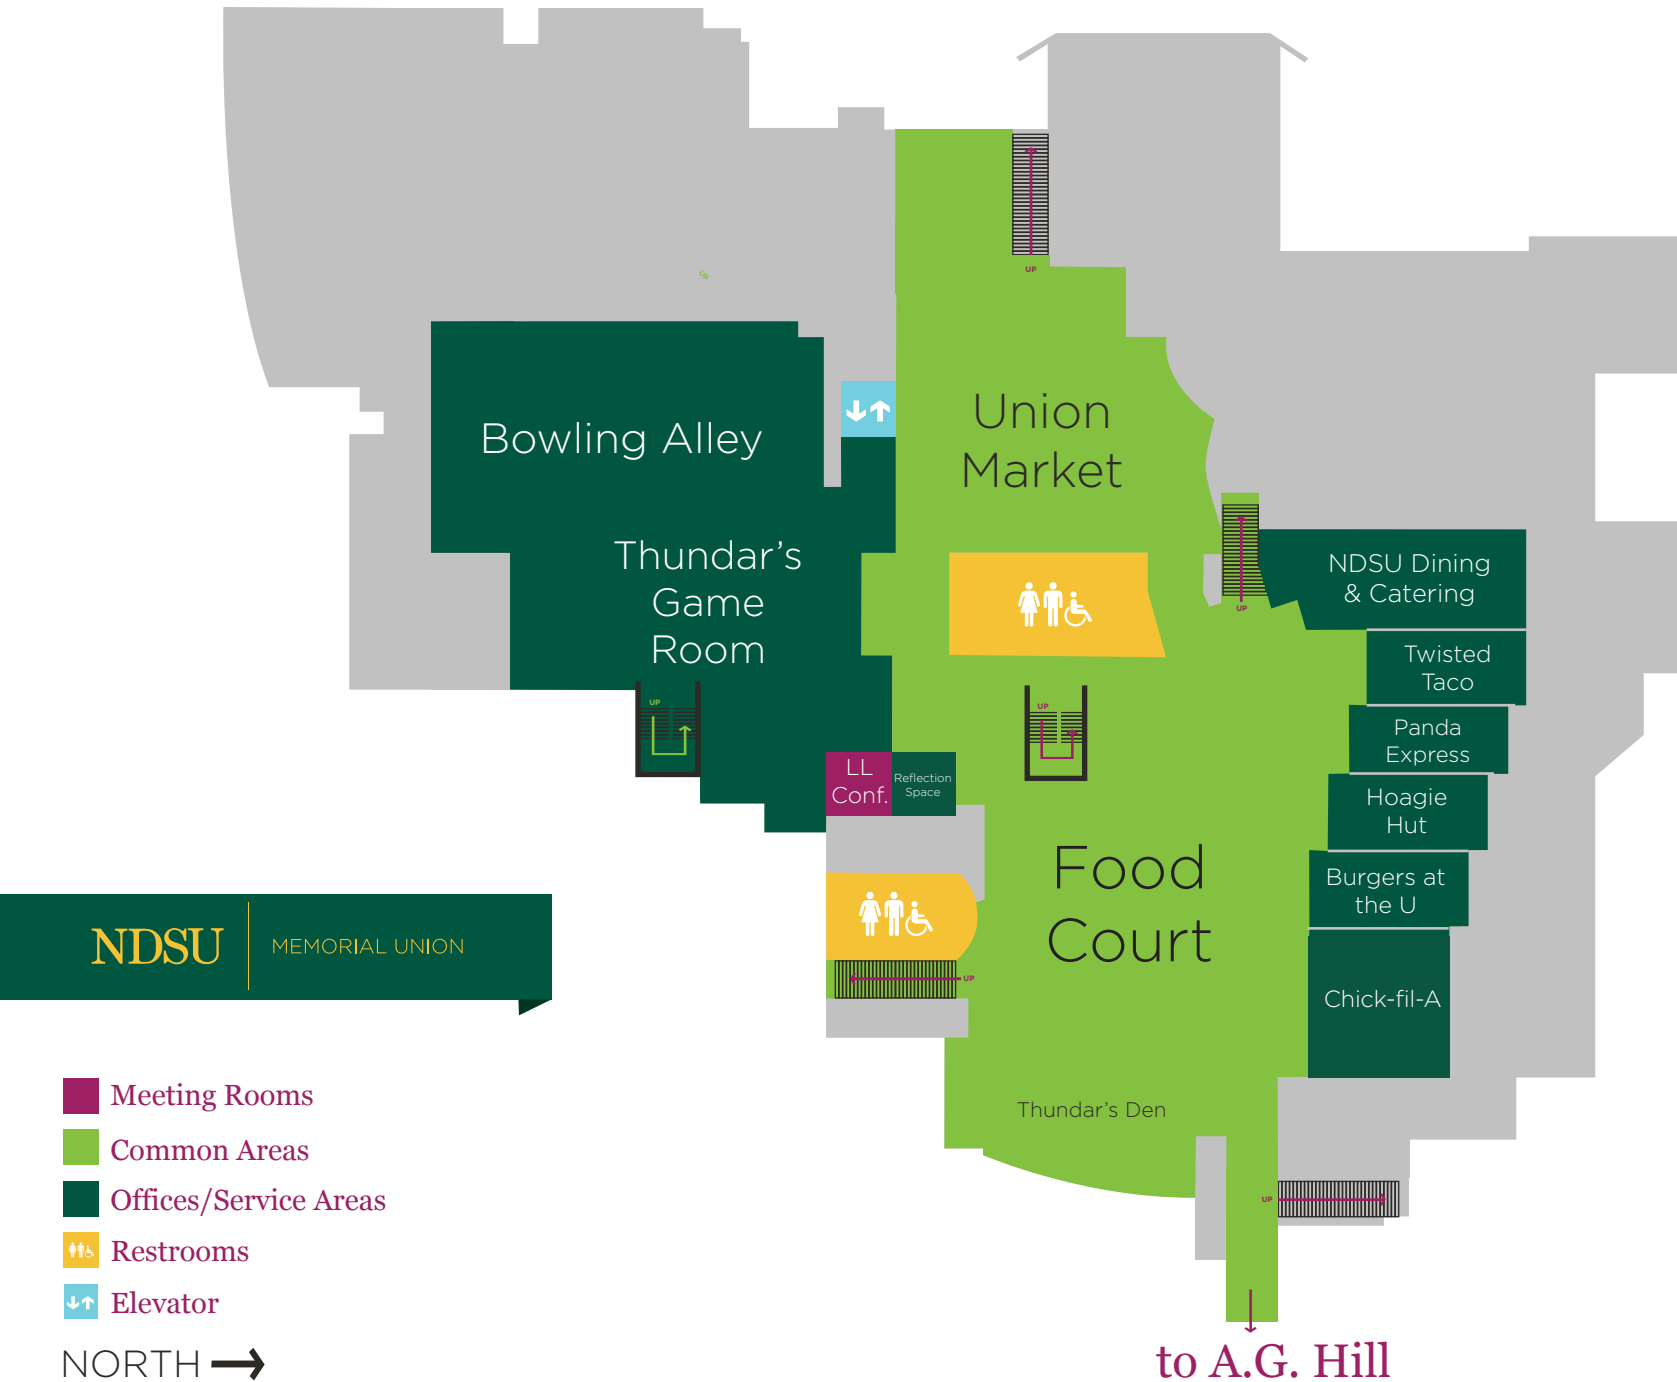 UP
Union
Market
Bowling Alley
Thundar's
Game
Room
UP
NDSU Dining
& Catering
Twisted
Taco
UP
UP
Panda
Express
LL
Conf.
Reflection
Space
Hoagie
Hut
Food
Court
Burgers at
the U
NDSU
MEMORIAL UNION
UP
Chick-fil-A
Meeting Rooms
Thundar's Den
Common Areas
Offices/Service Areas
UP
Restrooms
Elevator
NORTH
to A.G. Hill